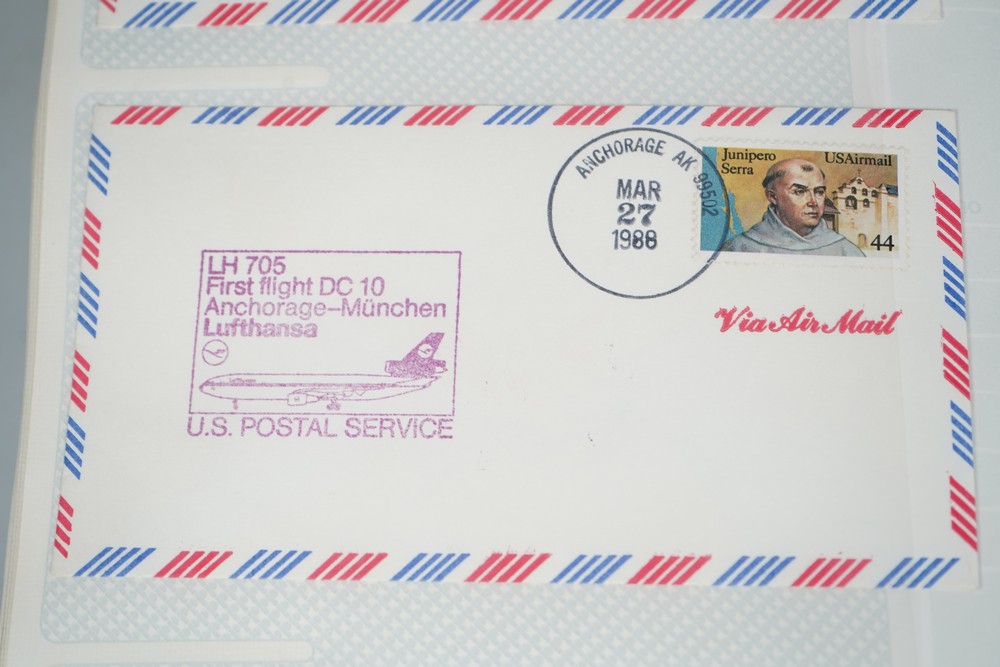 ANCHORAGE AK 99502
MAR
27
1988
Junipero
Serra
USAirmail
44
Via Air Mail
LH 705
First flight DC 10
Anchorage–München
Lufthansa
Lufthansa
U.S. POSTAL SERVICE